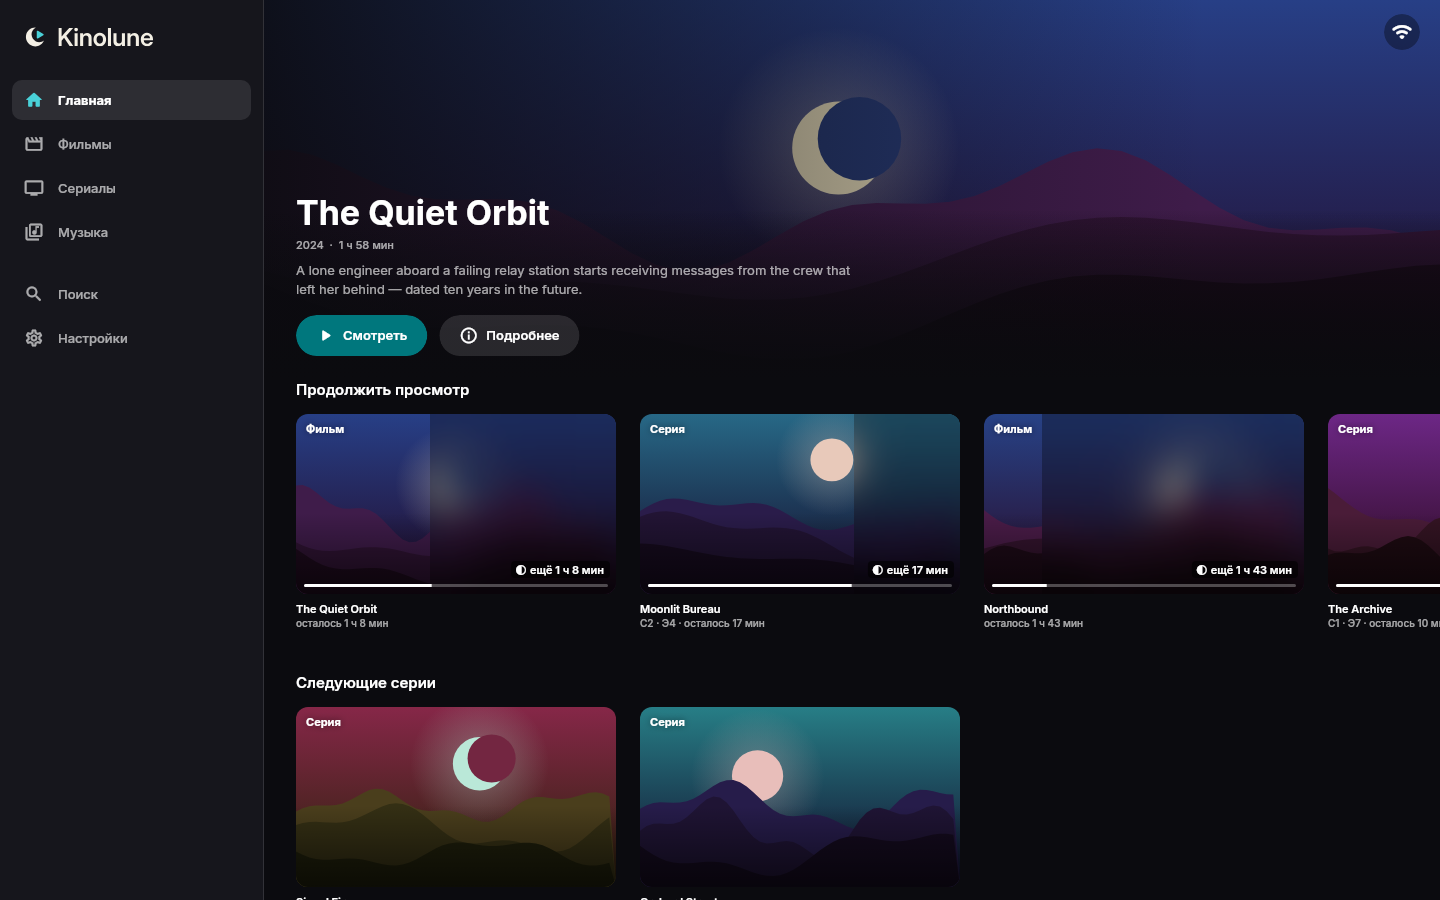 Kinolune
Главная
Фильмы
Сериалы
Музыка
Поиск
Настройки
The Quiet Orbit
2024 · 1 ч 58 мин
A lone engineer aboard a failing relay station starts receiving messages from the crew that
left her behind — dated ten years in the future.
Смотреть
Подробнее
Продолжить просмотр
Фильм
ещё 1 ч 8 мин
The Quiet Orbit
осталось 1 ч 8 мин
Серия
ещё 17 мин
Moonlit Bureau
С2 · Э4 · осталось 17 мин
Фильм
ещё 1 ч 43 мин
Northbound
осталось 1 ч 43 мин
Серия
The Archive
С1 · Э7 · осталось 10
Следующие серии
Серия
Серия